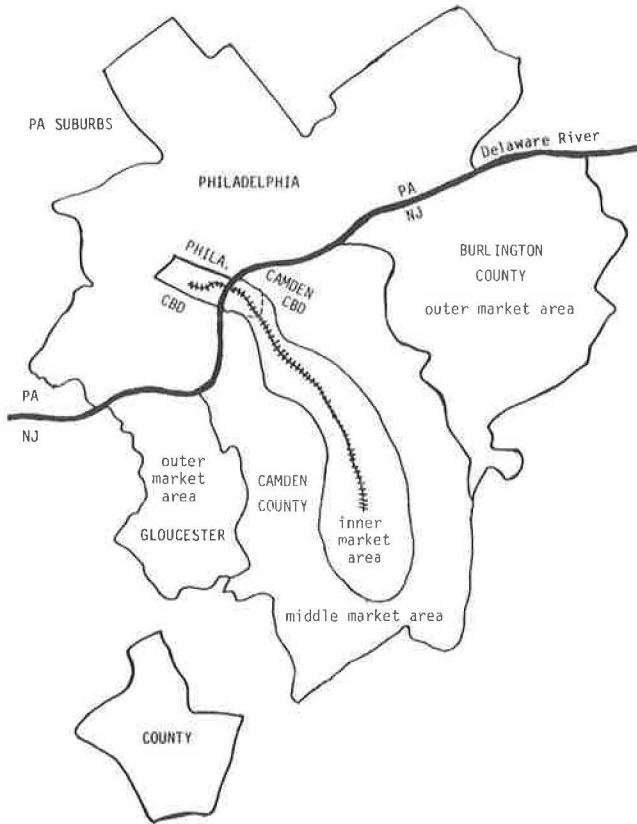 PA SUBURBS
Delaware River
PHILADELPHIA
PA
NJ
PHILA.
CBD
CAMDEN
CBD
BURLINGTON
COUNTY
outer market area
PA
NJ
outer
market
area
GLOUCESTER
CAMDEN
COUNTY
inner
market
area
middle market area
COUNTY